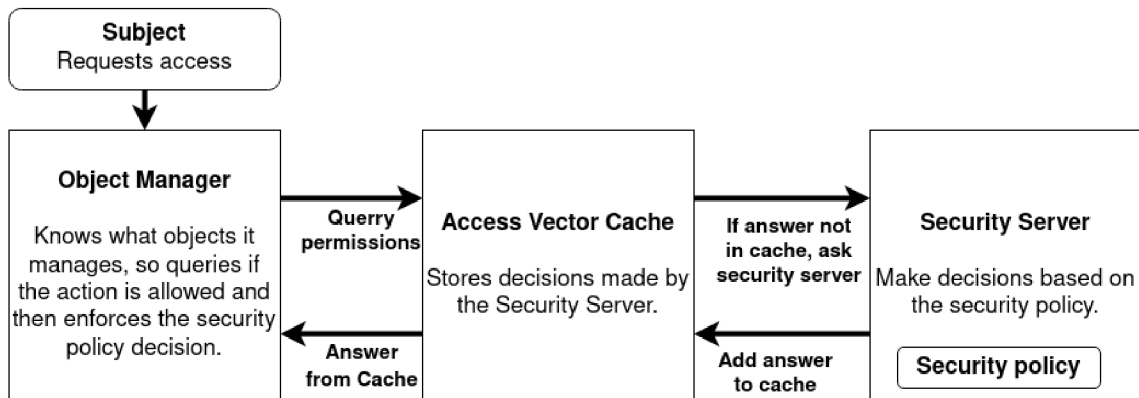 Subject
Requests access
Object Manager
Knows what objects it
manages, so queries if
the action is allowed and
then enforces the security
policy decision.
Querry
permissions
Answer
from Cache
Access Vector Cache
Stores decisions made by
the Security Server.
If answer not
in cache, ask
security server
Add answer
to cache
Security Server
Make decisions based on
the security policy.
Security policy